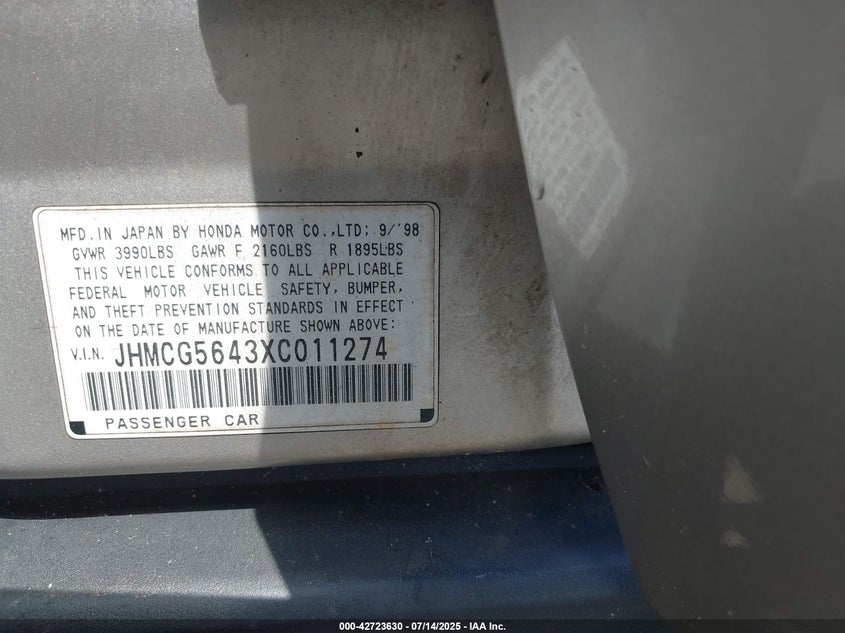 MFD. IN JAPAN BY HONDA MOTOR CO.,LTD; 9/'98
GVWR 3990LBS GAWR F 2160LBS R 1895LBS
THIS VEHICLE CONFORMS TO ALL APPLICABLE
FEDERAL MOTOR VEHICLE SAFETY, BUMPER,
AND THEFT PREVENTION STANDARDS IN EFFECT
ON THE DATE OF MANUFACTURE SHOWN ABOVE:
V.I.N. JHMCG5643XC011274
PASSENGER CAR
000-42723630 - 07/14/2025 - IAA Inc.